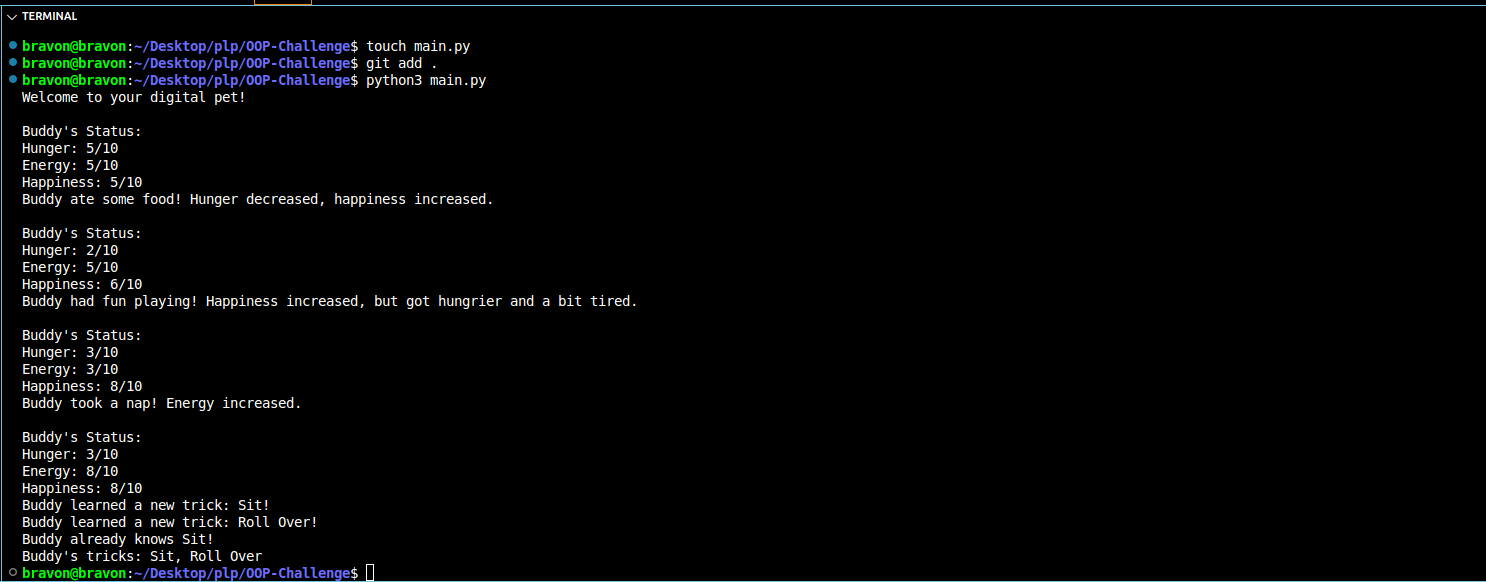 TERMINAL
bravon@bravon:~/Desktop/plp/OOP-Challenge$ touch main.py
bravon@bravon:~/Desktop/plp/OOP-Challenge$ git add .
bravon@bravon:~/Desktop/plp/OOP-Challenge$ python3 main.py
Welcome to your digital pet!
Buddy's Status:
Hunger: 5/10
Energy: 5/10
Happiness: 5/10
Buddy ate some food! Hunger decreased, happiness increased.
Buddy's Status:
Hunger: 2/10
Energy: 5/10
Happiness: 6/10
Buddy had fun playing! Happiness increased, but got hungrier and a bit tired.
Buddy's Status:
Hunger: 3/10
Energy: 3/10
Happiness: 8/10
Buddy took a nap! Energy increased.
Buddy's Status:
Hunger: 3/10
Energy: 8/10
Happiness: 8/10
Buddy learned a new trick: Sit!
Buddy learned a new trick: Roll Over!
Buddy already knows Sit!
Buddy's tricks: Sit, Roll Over
bravon@bravon:~/Desktop/plp/OOP-Challenge$